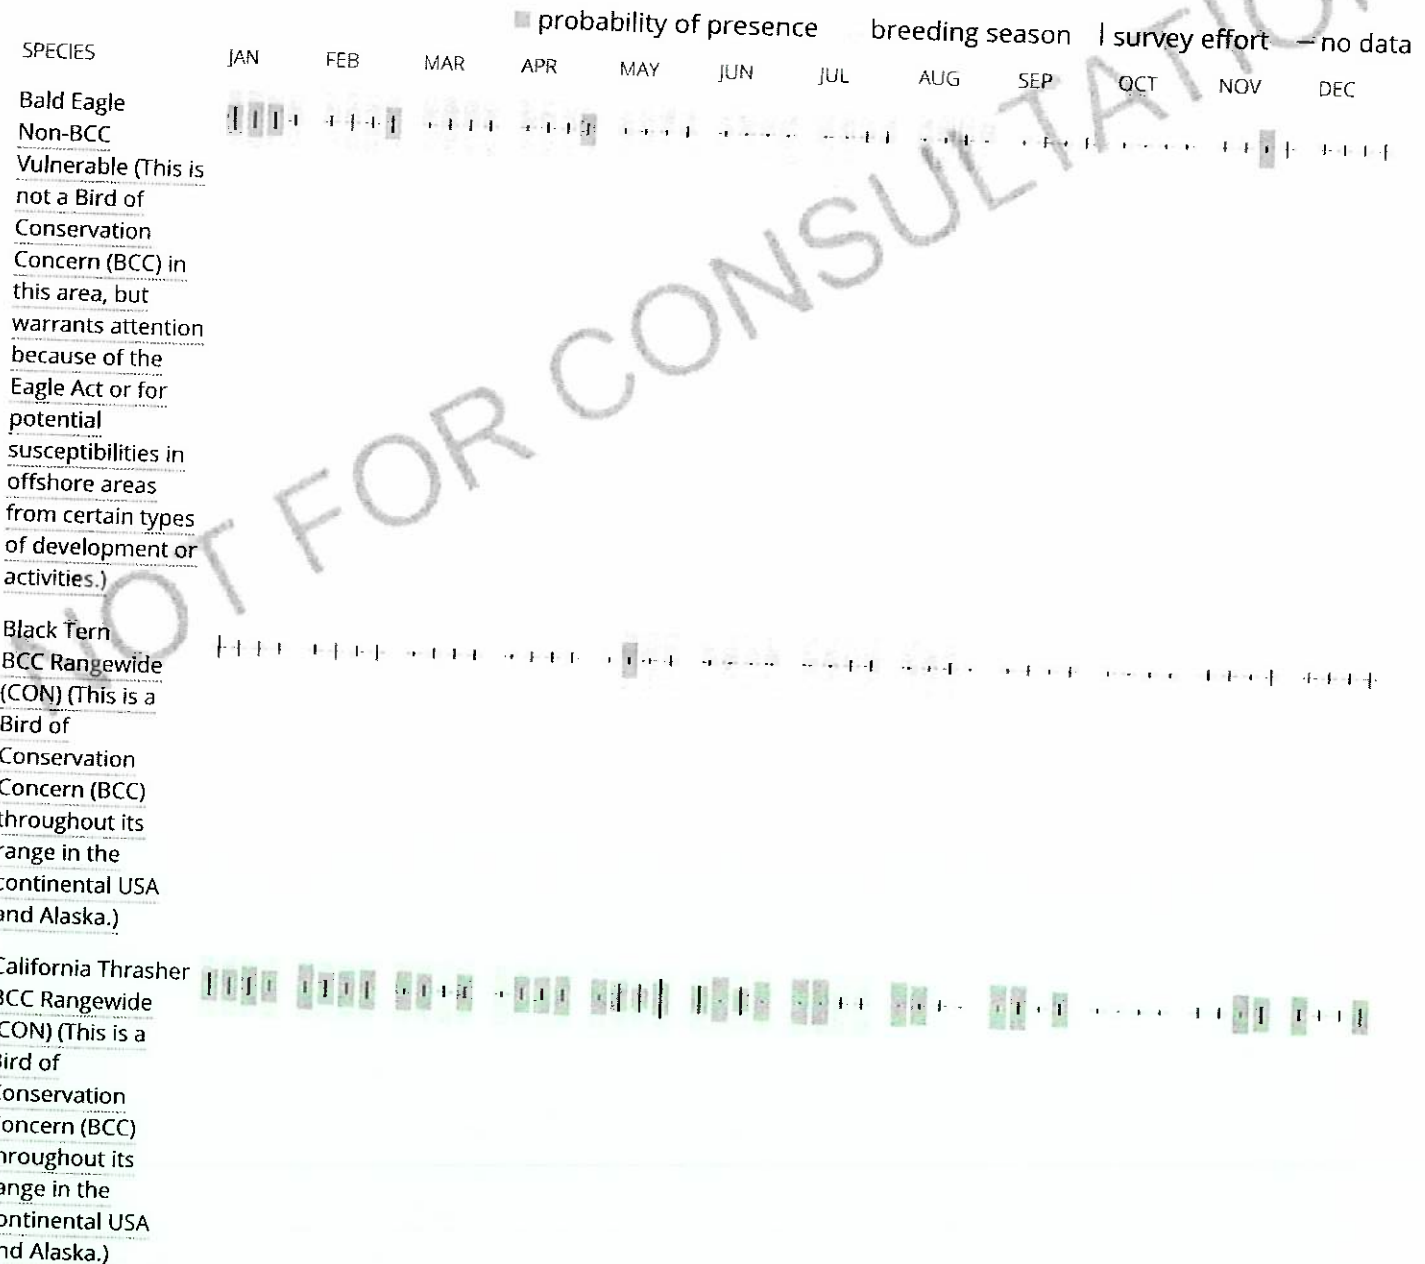 probability of presence breeding season survey effort no data
SPECIES JAN FEB MAR APR MAY JUN JUL AUG SEP OCT NOV DEC
Bald Eagle
Non-BCC
Vulnerable (This is
not a Bird of
Conservation
Concern (BCC) in
this area, but
warrants attention
because of the
Eagle Act or for
potential
susceptibilities in
offshore areas
from certain types
of development or
activities.)
Black Tern
BCC Rangewide
(CON) (This is a
Bird of
Conservation
Concern (BCC)
throughout its
range in the
continental USA
and Alaska.)
California Thrasher
BCC Rangewide
(CON) (This is a
Bird of
Conservation
Concern (BCC)
throughout its
range in the
continental USA
and Alaska.)
NOT FOR CONSULTATION